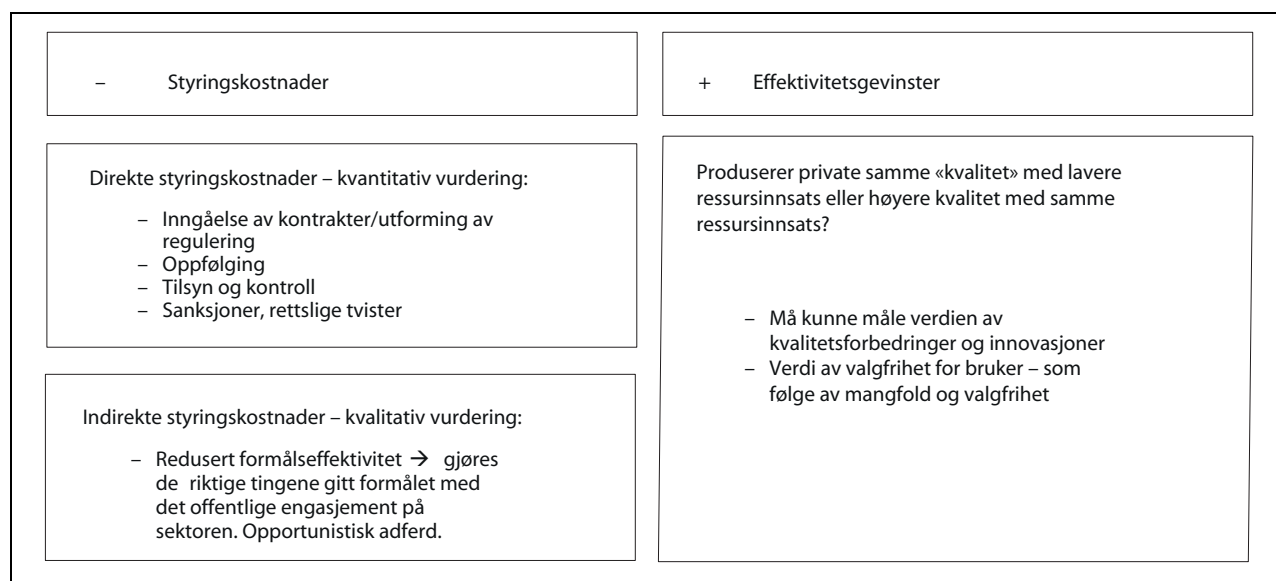 – Styringskostnader
Direkte styringskostnader – kvantitativ vurdering:
– Inngåelse av kontrakter/utforming av
regulering
– Oppfølging
– Tilsyn og kontroll
– Sanksjoner, rettslige tvister
Indirekte styringskostnader – kvalitativ vurdering:
– Redusert formålseffektivitet → gjøres
de riktige tingene gitt formålet med
det offentlige engasjement på
sektoren. Opportunistisk adferd.
+ Effektivitetsgevinster
Produserer private samme «kvalitet» med lavere
ressursinnsats eller høyere kvalitet med samme
ressursinnsats?
– Må kunne måle verdien av
kvalitetsforbedringer og innovasjoner
– Verdi av valgfrihet for bruker – som
følge av mangfold og valgfrihet